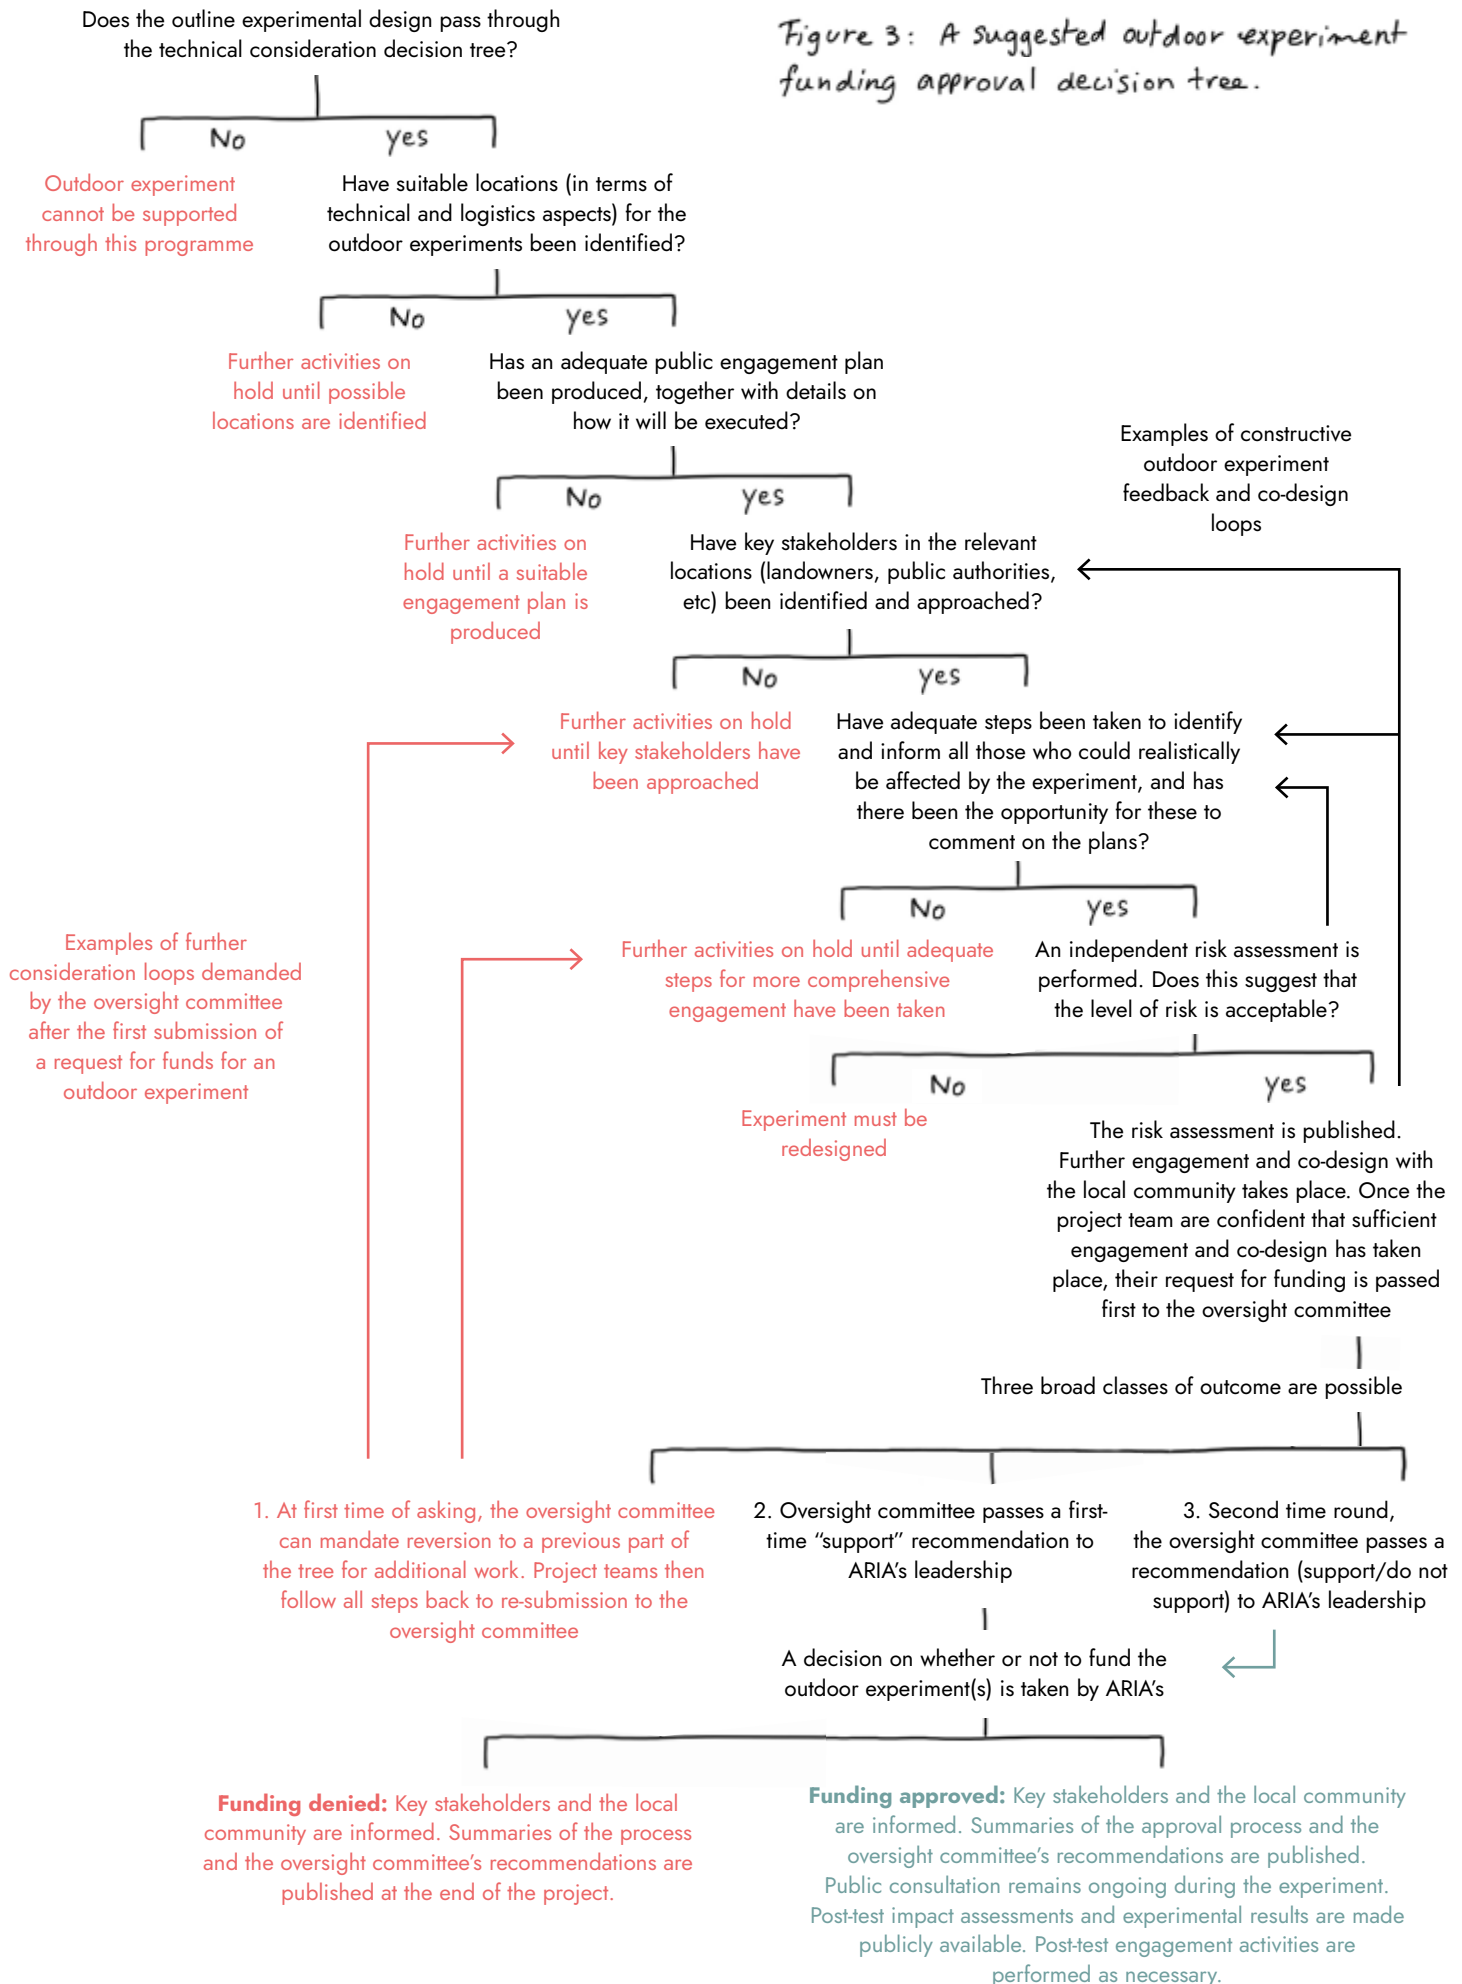 Does the outline experimental design pass through
the technical consideration decision tree?
Figure 3: A suggested outdoor experiment
funding approval decision tree.
No
yes
Outdoor experiment
cannot be supported
through this programme
Have suitable locations (in terms of
technical and logistics aspects) for the
outdoor experiments been identified?
No
yes
Further activities on
hold until possible
locations are identified
Has an adequate public engagement plan
been produced, together with details on
how it will be executed?
No
yes
Examples of constructive
outdoor experiment
feedback and co-design
loops
Further activities on
hold until a suitable
engagement plan is
produced
Have key stakeholders in the relevant
locations (landowners, public authorities,
etc) been identified and approached?
No
yes
Further activities on hold
until key stakeholders have
been approached
Have adequate steps been taken to identify
and inform all those who could realistically
be affected by the experiment, and has
there been the opportunity for these to
comment on the plans?
No
yes
Examples of further
consideration loops demanded
by the oversight committee
after the first submission of
a request for funds for an
outdoor experiment
Further activities on hold until adequate
steps for more comprehensive
engagement have been taken
An independent risk assessment is
performed. Does this suggest that
the level of risk is acceptable?
No
yes
Experiment must be
redesigned
The risk assessment is published.
Further engagement and co-design with
the local community takes place. Once the
project team are confident that sufficient
engagement and co-design has taken
place, their request for funding is passed
first to the oversight committee
Three broad classes of outcome are possible
1. At first time of asking, the oversight committee
can mandate reversion to a previous part of
the tree for additional work. Project teams then
follow all steps back to re-submission to the
oversight committee
2. Oversight committee passes a first-
time “support” recommendation to
ARIA’s leadership
3. Second time round,
the oversight committee passes a
recommendation (support/do not
support) to ARIA’s leadership
A decision on whether or not to fund the
outdoor experiment(s) is taken by ARIA’s
Funding denied: Key stakeholders and the local
community are informed. Summaries of the process
and the oversight committee’s recommendations are
published at the end of the project.
Funding approved: Key stakeholders and the local community
are informed. Summaries of the approval process and the
oversight committee’s recommendations are published.
Public consultation remains ongoing during the experiment.
Post-test impact assessments and experimental results are made
publicly available. Post-test engagement activities are
performed as necessary.